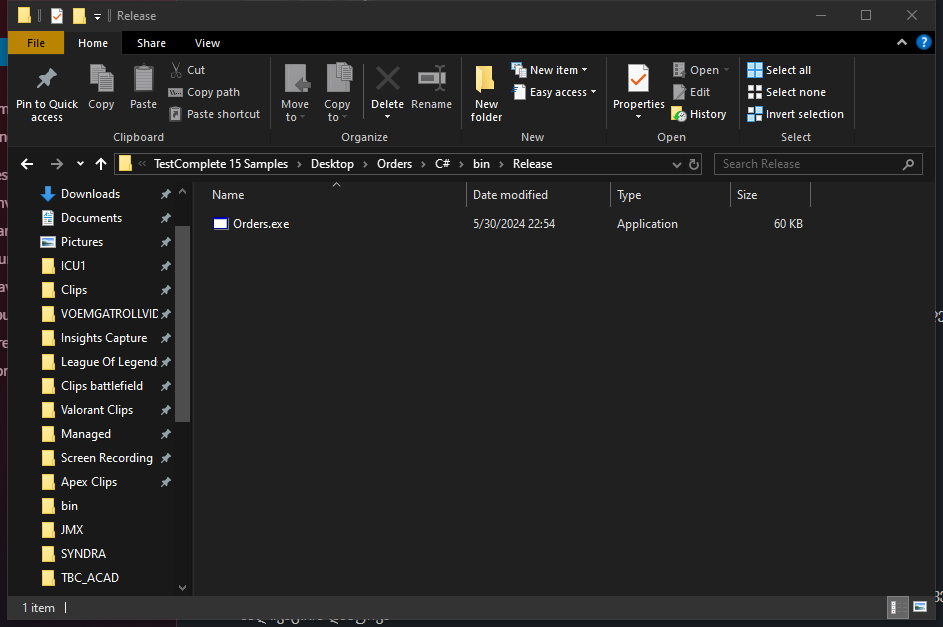 Release
File Home Share View
Pin to Quick access
Copy
Paste
Cut
Copy path
Paste shortcut
Clipboard
Move to
Copy to
Delete
Rename
Organize
New folder
New item
Easy access
New
Properties
Open
Edit
History
Open
Select all
Select none
Invert selection
Select
« TestComplete 15 Samples > Desktop > Orders > C# > bin > Release
Search Release
Downloads
Documents
Pictures
ICU1
Clips
VOEMGATROLLVID
Insights Capture
League Of Legend
Clips battlefield
Valorant Clips
Managed
Screen Recording
Apex Clips
bin
JMX
SYNDRA
TBC_ACAD
Name Date modified Type Size
Orders.exe 5/30/2024 22:54 Application 60 KB
1 item